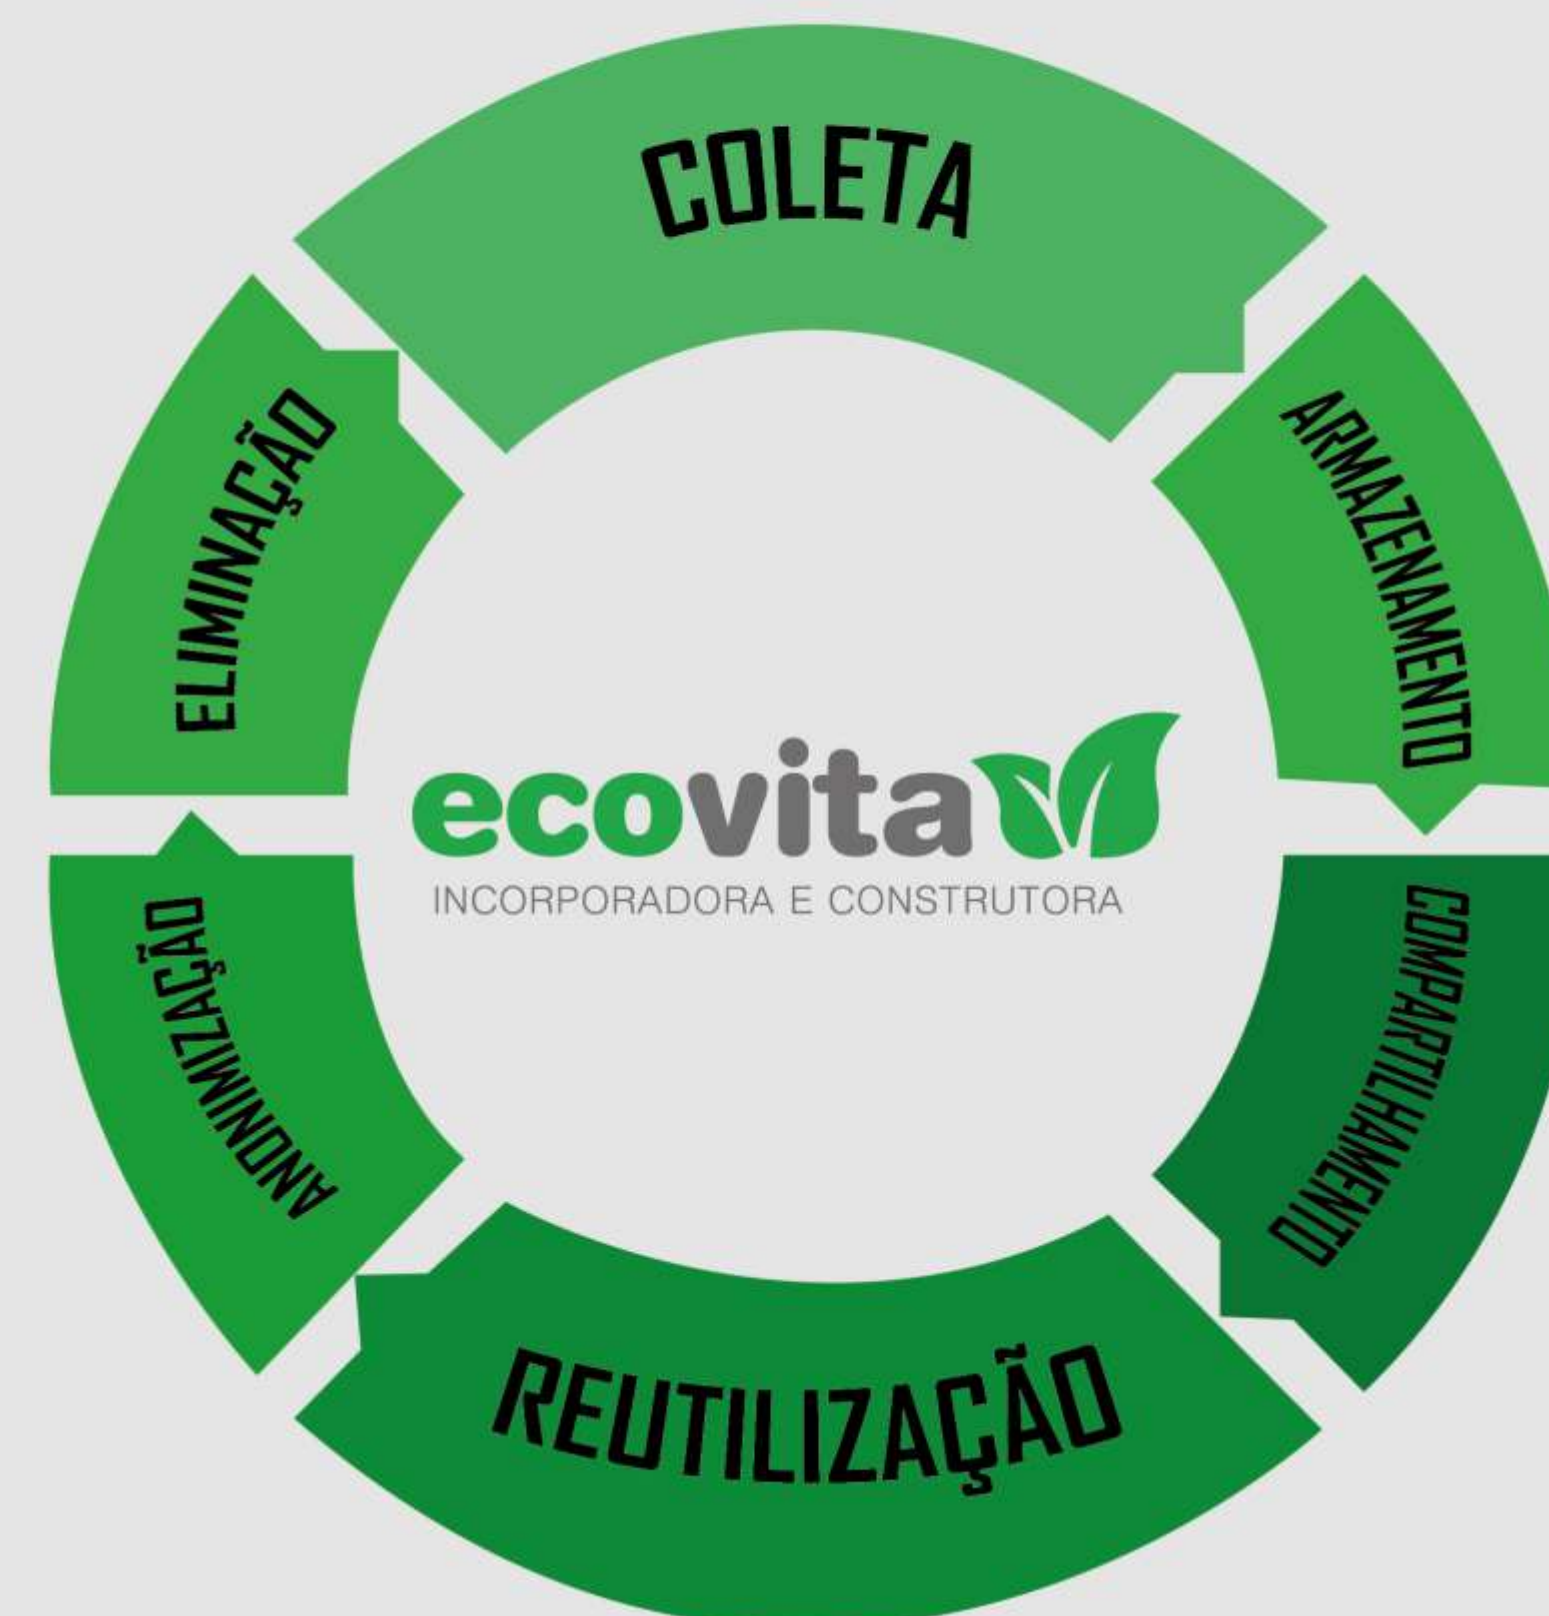 COLETA
ARMAZENAMENTO
COMPARTILHAMENTO
REUTILIZAÇÃO
ANONIMIZAÇÃO
ELIMINAÇÃO
ecovita
INCORPORADORA E CONSTRUTORA